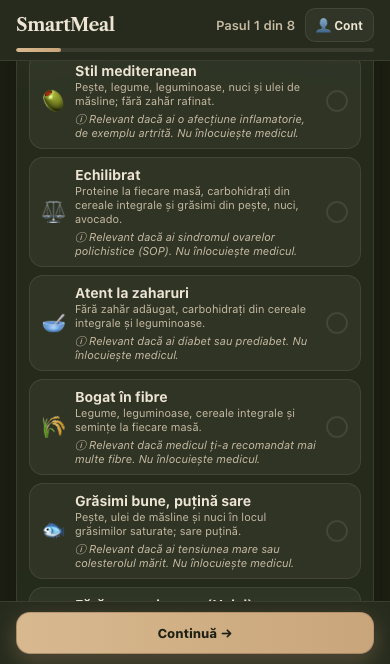 SmartMeal
Pasul 1 din 8
Cont
Stil mediteranean
Pește, legume, leguminoase, nuci și ulei de
măsline; fără zahăr rafinat.
ⓘ Relevant dacă ai o afecțiune inflamatorie,
de exemplu artrită. Nu înlocuiește medicul.
Echilibrat
Proteine la fiecare masă, carbohidrați din
cereale integrale și grăsimi din pește, nuci,
avocado.
ⓘ Relevant dacă ai sindromul ovarelor
polichistice (SOP). Nu înlocuiește medicul.
Atent la zaharuri
Fără zahăr adăugat, carbohidrați din cereale
integrale și leguminoase.
ⓘ Relevant dacă ai diabet sau prediabet. Nu
înlocuiește medicul.
Bogat în fibre
Legume, leguminoase, cereale integrale și
semințe la fiecare masă.
ⓘ Relevant dacă medicul ți-a recomandat mai
multe fibre. Nu înlocuiește medicul.
Grăsimi bune, puțină sare
Pește, ulei de măsline și nuci în locul
grăsimilor saturate; sare puțină.
ⓘ Relevant dacă ai tensiunea mare sau
colesterolul mărit. Nu înlocuiește medicul.
Continuă →